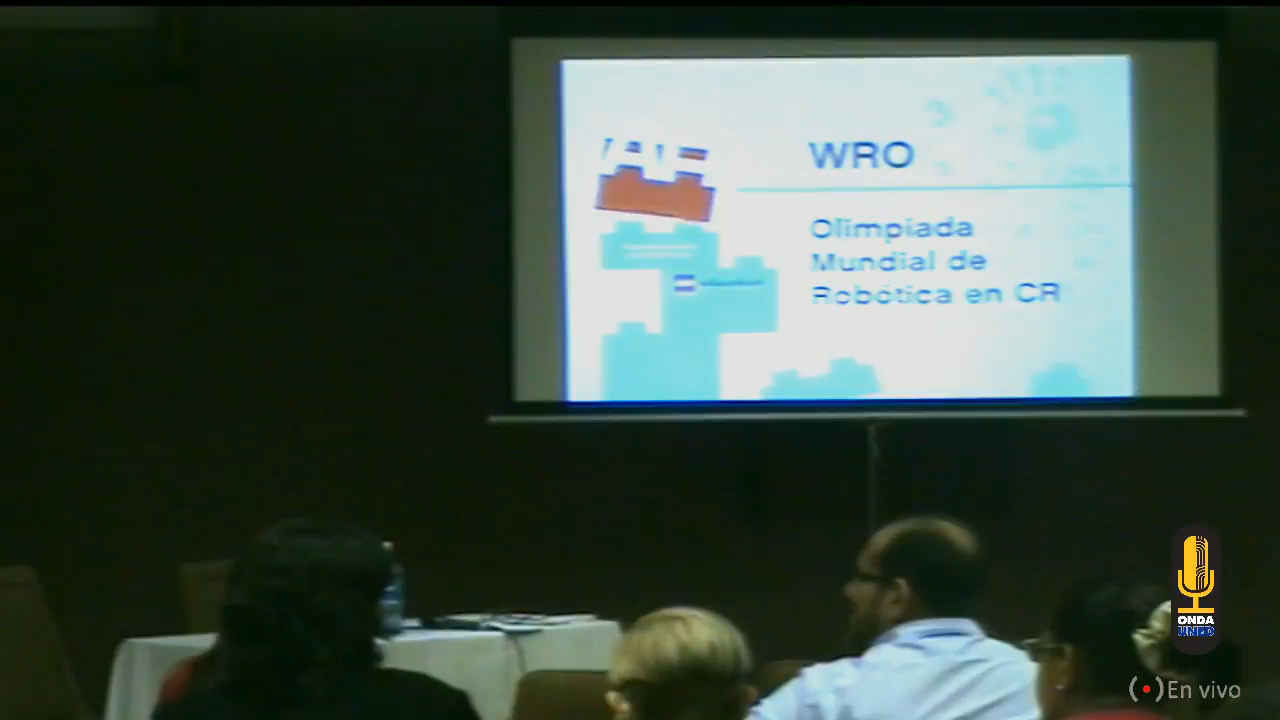 WRO
Olimpiada
Mundial de
Robótica en CR
ONDA
UNED
En vivo